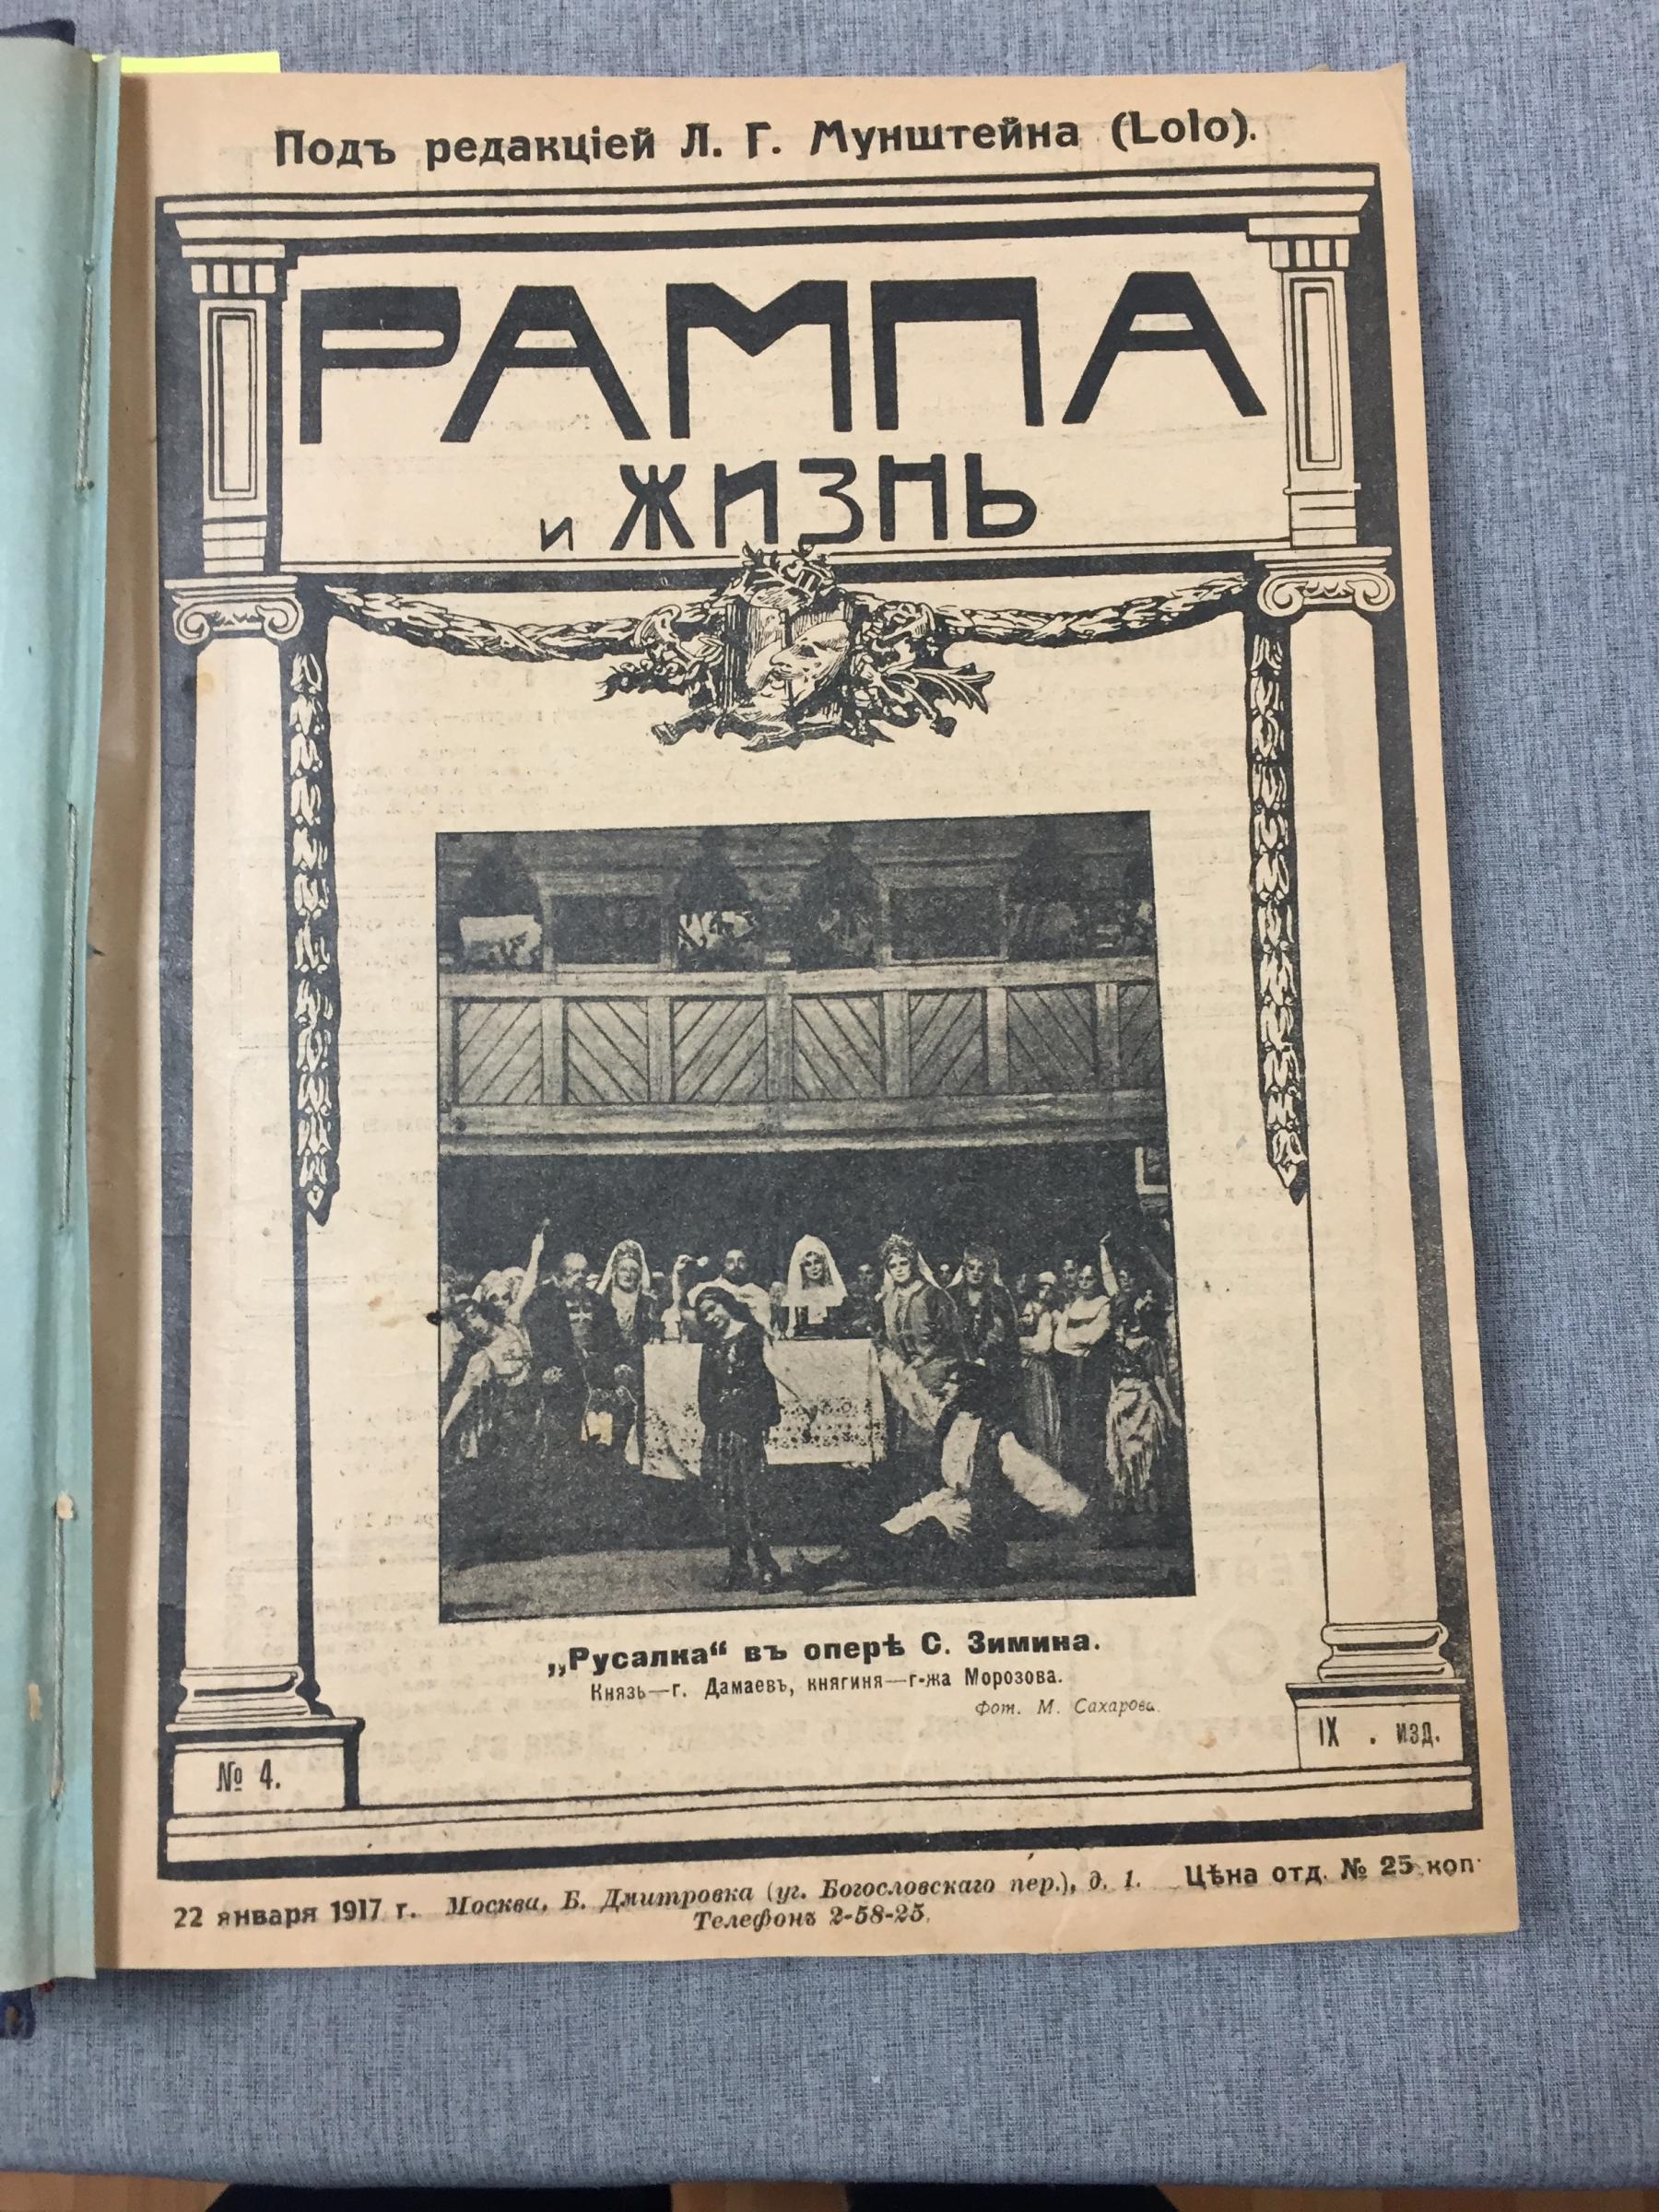 Подъ редакціей Л. Г. Мунштейна (Lolo).
РАМПА
и ЖИЗНЬ
„Русалка“ въ оперѣ С. Зимина.
Князь—г. Дамаевъ, княгиня—г-жа Морозова.
Фот. М. Сахарова.
№ 4.
IX . изд.
22 января 1917 г. Москва, Б. Дмитровка (уг. Богословскаго пер.), д. 1. Цѣна отд. № 25 коп.
Телефонъ 2-58-25.